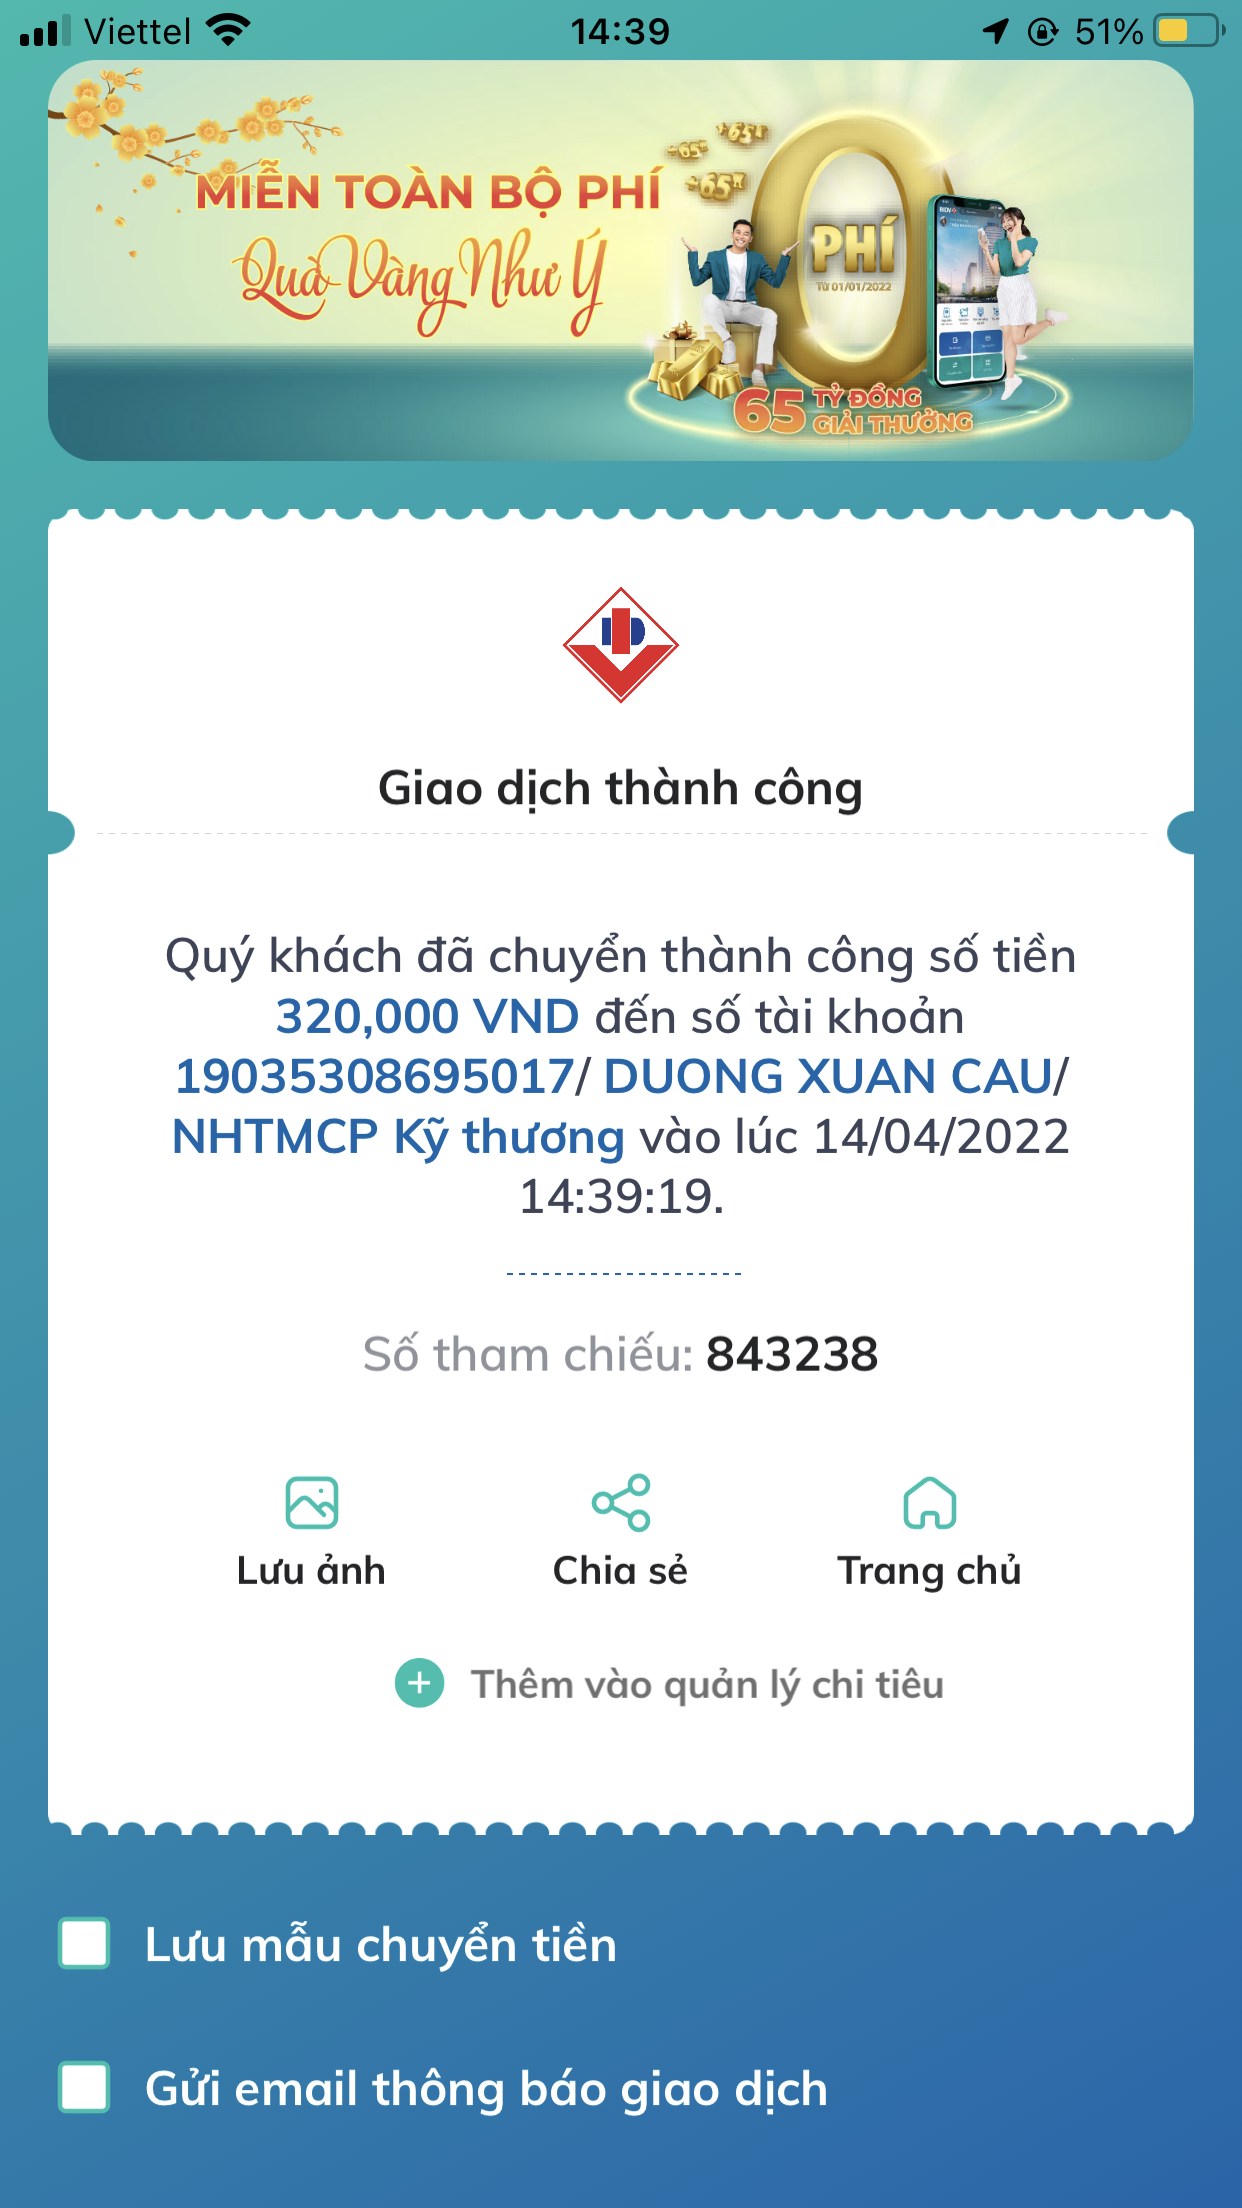 Viettel 14:39 51%
MIỄN TOÀN BỘ PHÍ
Quà Vàng Như Ý
+65K
+65K
+65K
PHÍ
Từ 01/01/2022
65 TỶ ĐỒNG
GIẢI THƯỞNG
Giao dịch thành công
Quý khách đã chuyển thành công số tiền
320,000 VND đến số tài khoản
19035308695017/ DUONG XUAN CAU/
NHTMCP Kỹ thương vào lúc 14/04/2022
14:39:19.
Số tham chiếu: 843238
Lưu ảnh
Chia sẻ
Trang chủ
Thêm vào quản lý chi tiêu
Lưu mẫu chuyển tiền
Gửi email thông báo giao dịch